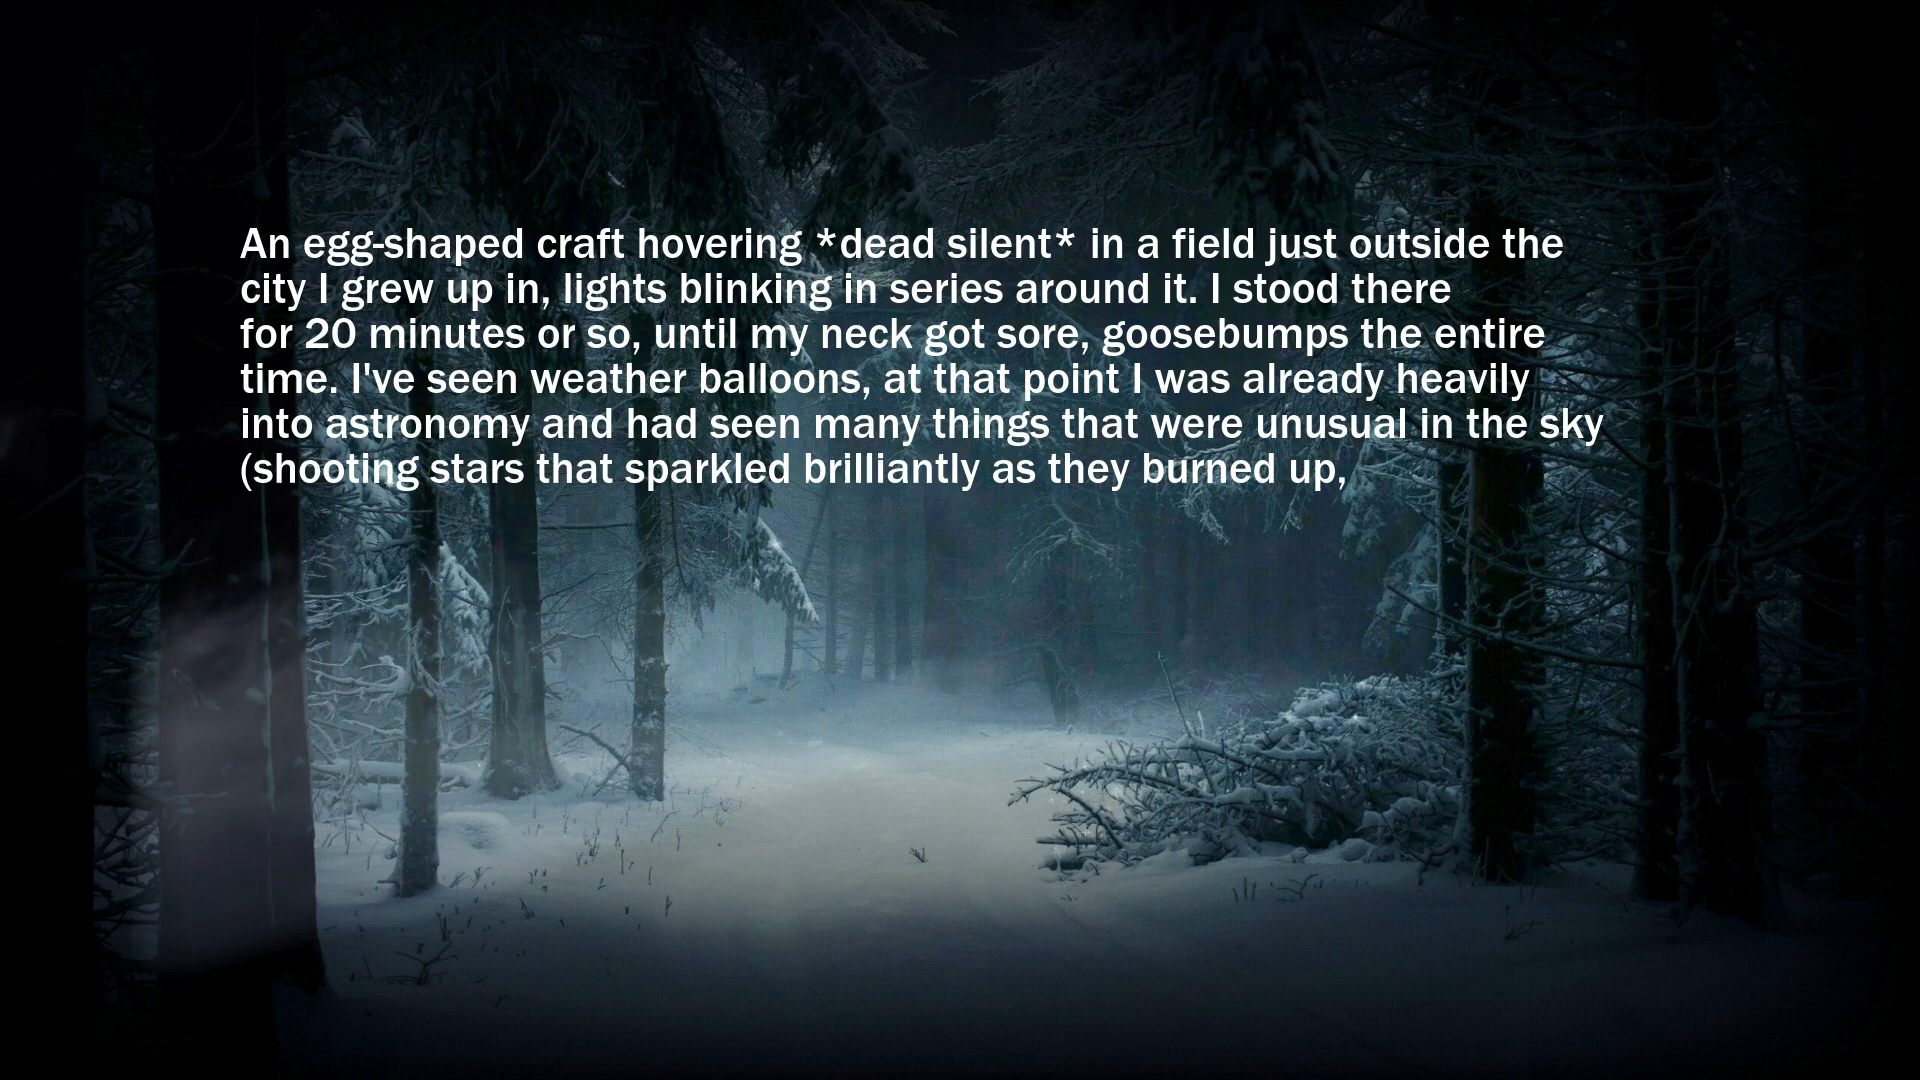 An egg-shaped craft hovering *dead silent* in a field just outside the
city I grew up in, lights blinking in series around it. I stood there
for 20 minutes or so, until my neck got sore, goosebumps the entire
time. I've seen weather balloons, at that point I was already heavily
into astronomy and had seen many things that were unusual in the sky
(shooting stars that sparkled brilliantly as they burned up,